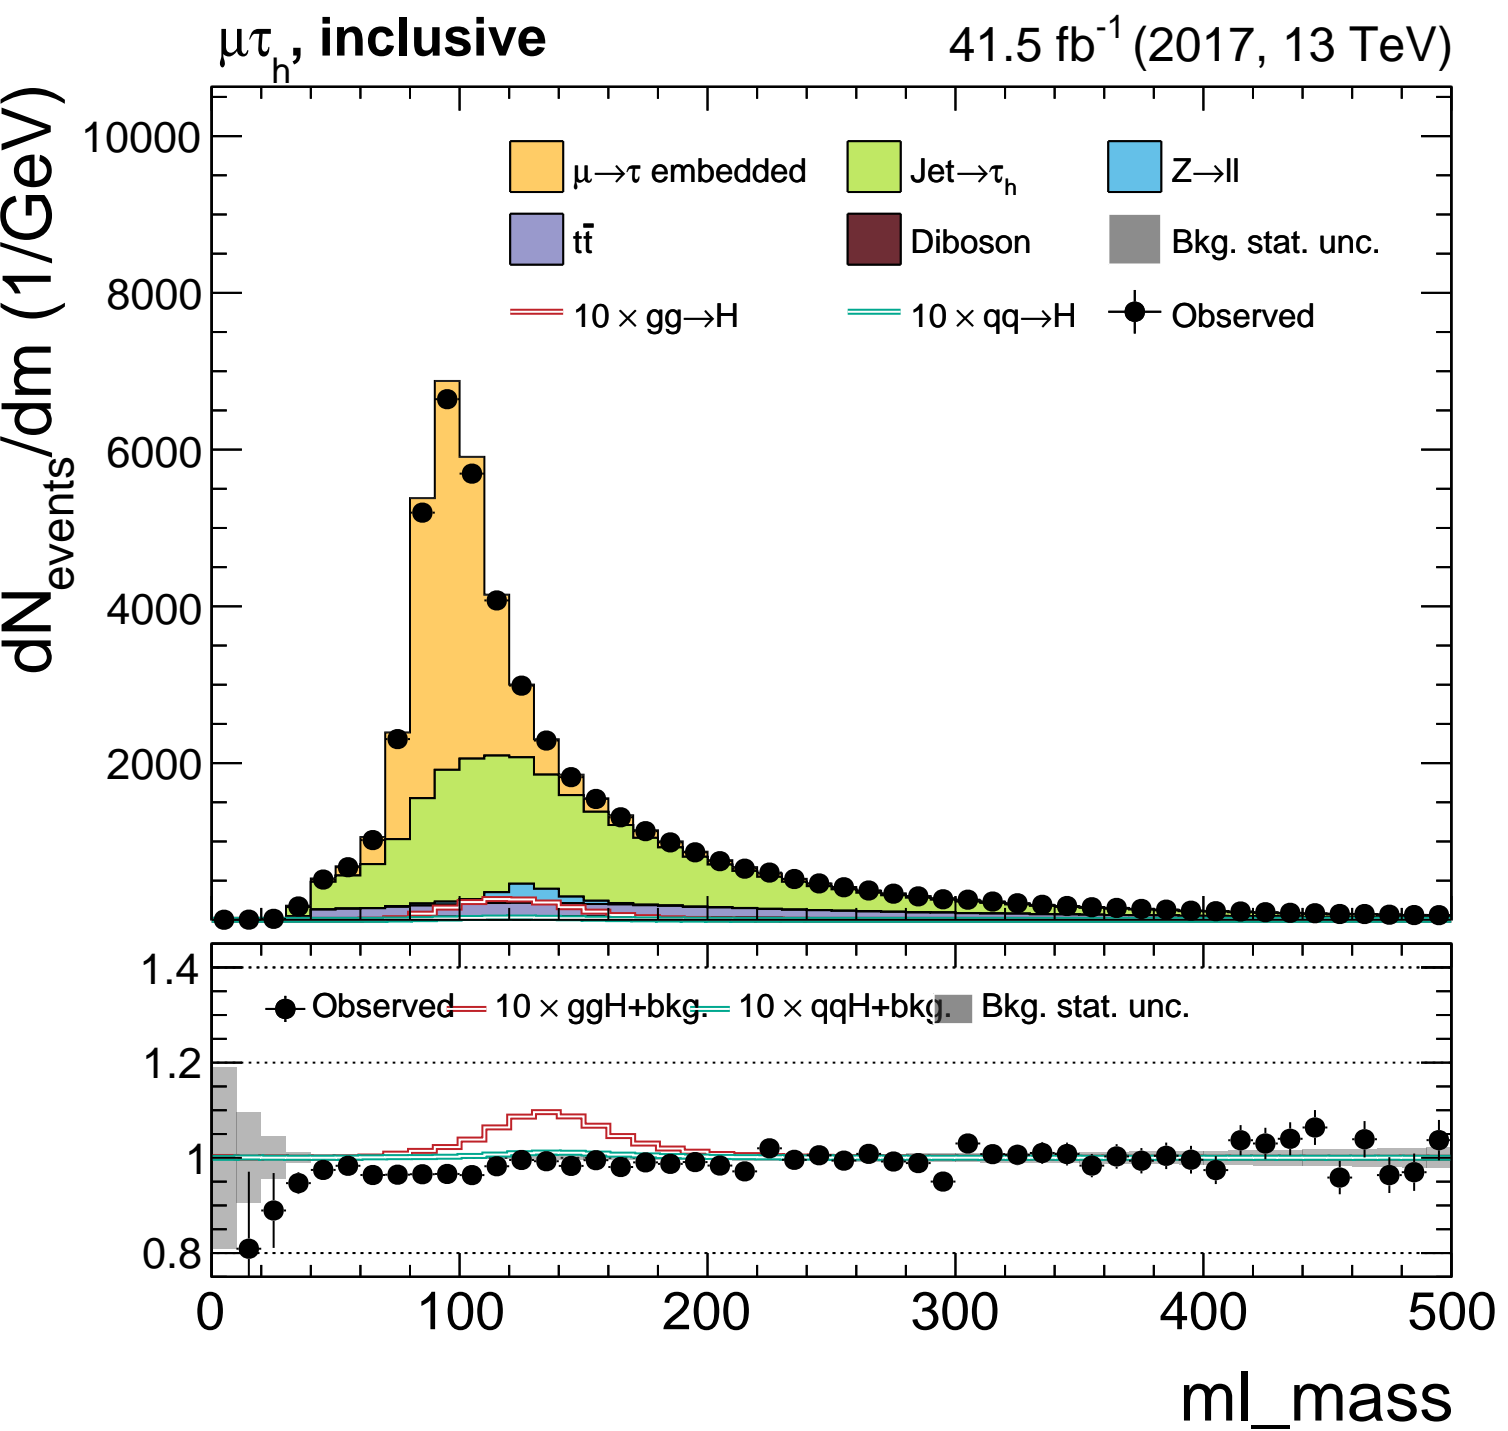 μτh, inclusive
41.5 fb-1 (2017, 13 TeV)
dNevents/dm (1/GeV)
10000
8000
6000
4000
2000
μ→τ embedded
Jet→τh
Z→ll
tt̄
Diboson
Bkg. stat. unc.
10 × gg→H
10 × qq→H
Observed
1.4
1.2
1
0.8
Observed
10 × ggH+bkg.
10 × qqH+bkg.
Bkg. stat. unc.
0 100 200 300 400 500
ml_mass